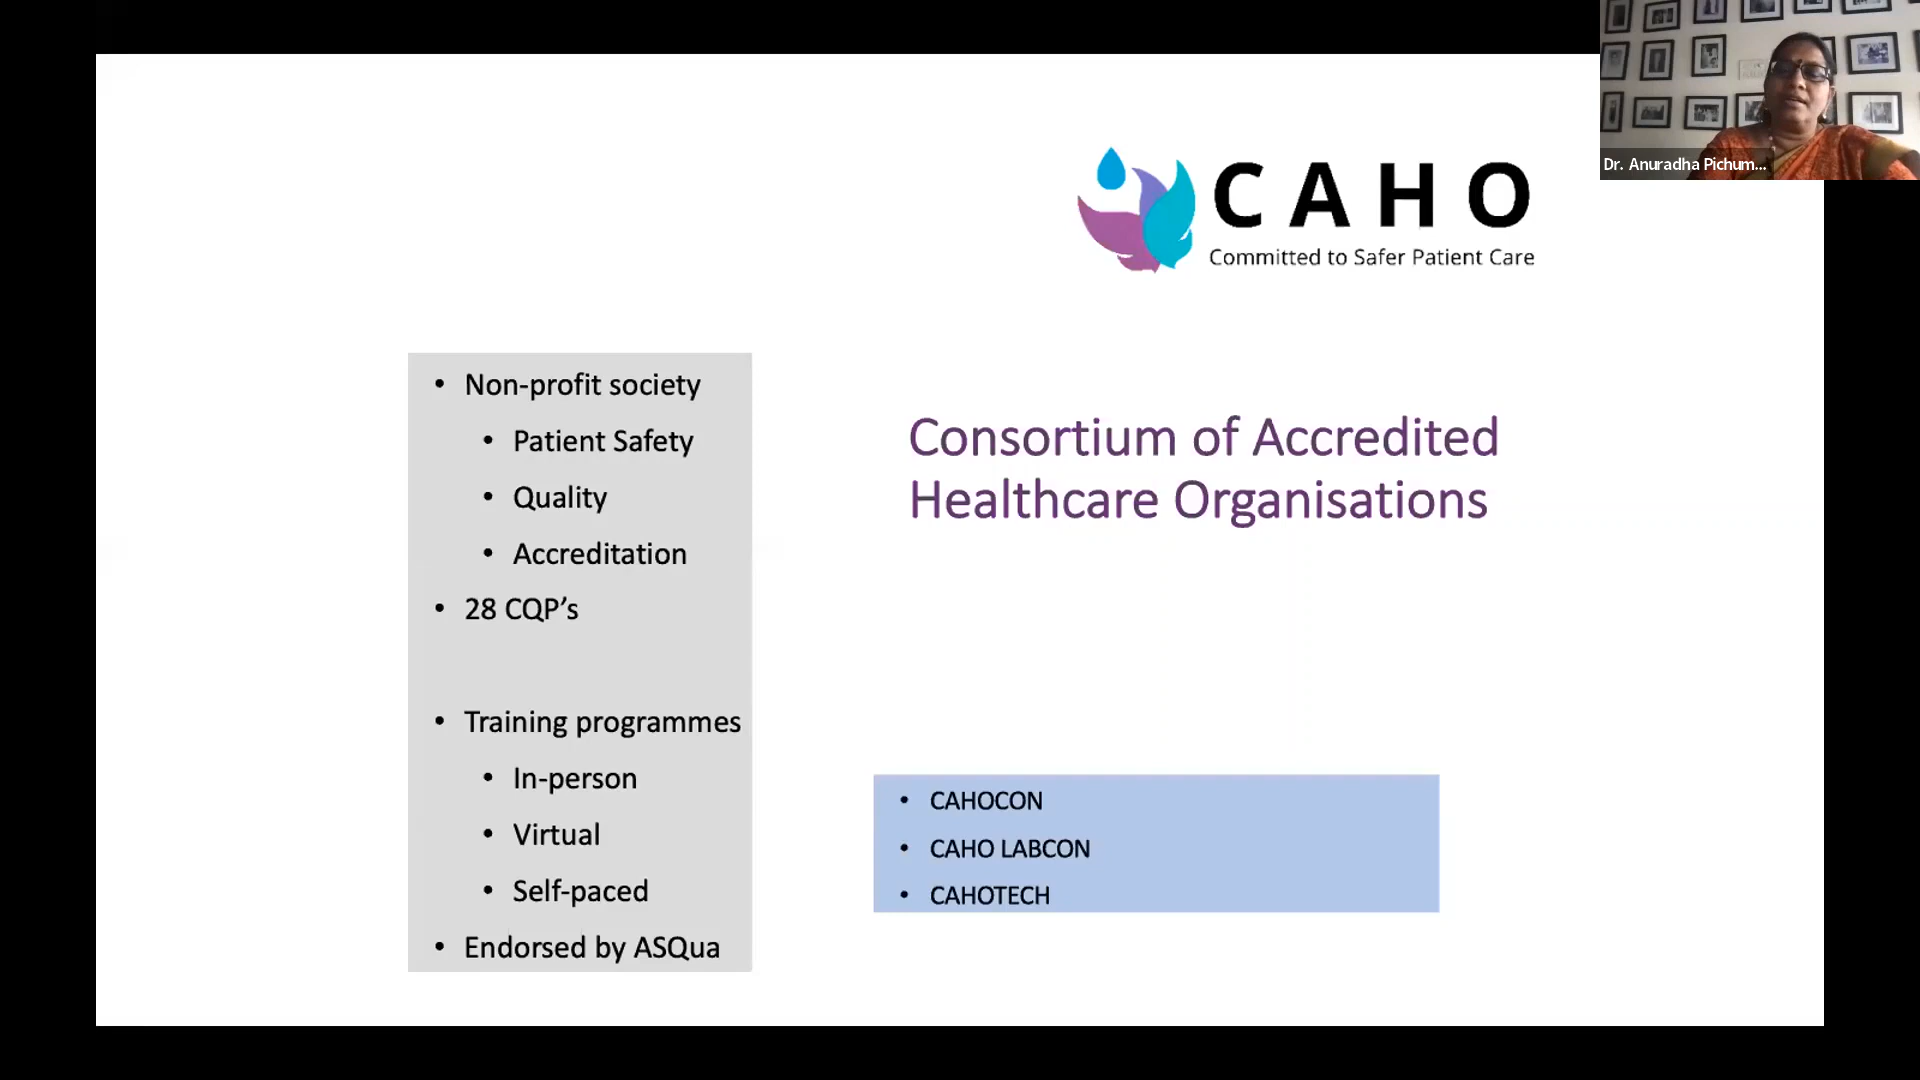 Dr. Anuradha Pichum...
CAHO
Committed to Safer Patient Care
• Non-profit society
• Patient Safety
• Quality
• Accreditation
• 28 CQP’s
• Training programmes
• In-person
• Virtual
• Self-paced
• Endorsed by ASQua
Consortium of Accredited
Healthcare Organisations
• CAHOCON
• CAHO LABCON
• CAHOTECH